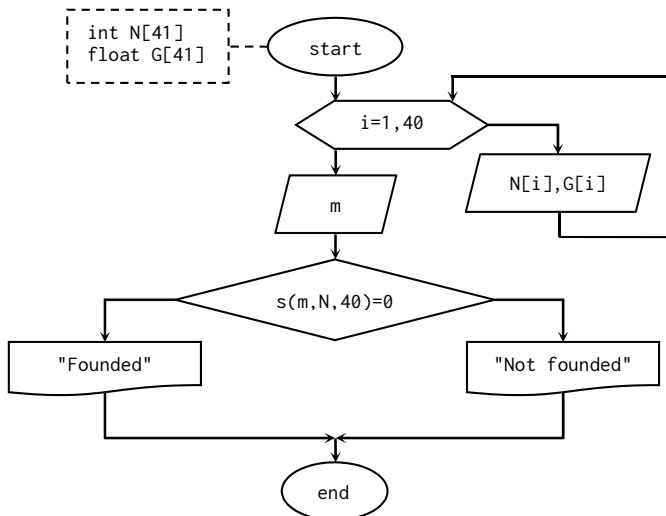 int N[41]
float G[41]
start
i=1,40
N[i],G[i]
m
s(m,N,40)=0
"Founded"
"Not founded"
end